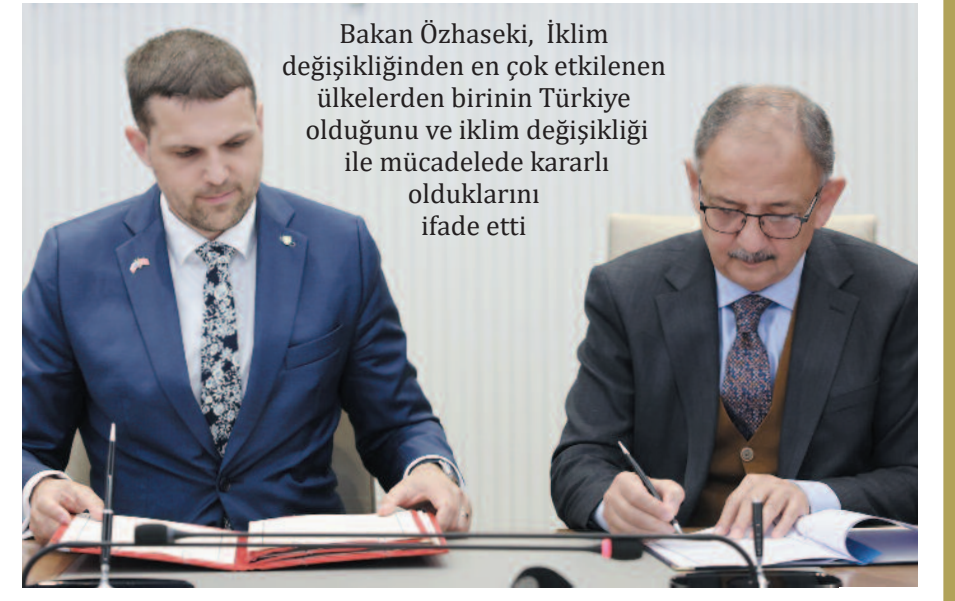 Bakan Özhaseki, İklim
değişikliğinden en çok etkilenen
ülkelerden birinin Türkiye
olduğunu ve iklim değişikliği
ile mücadelede kararlı
olduklarını
ifade etti